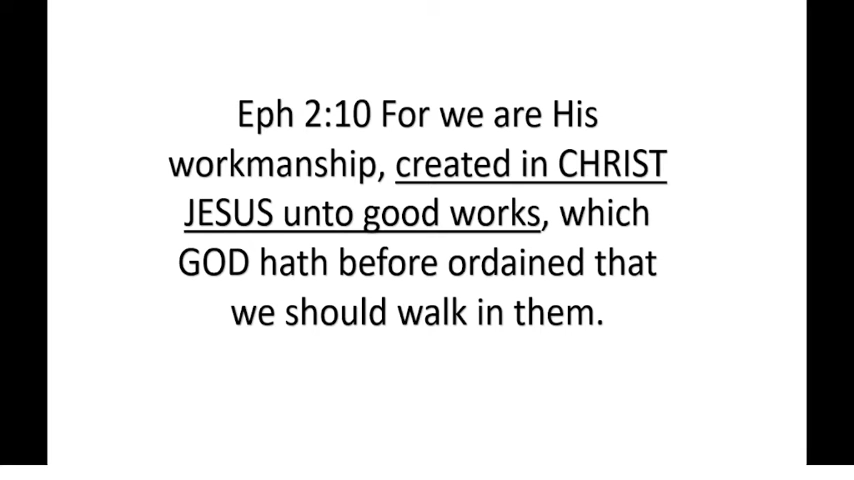 Eph 2:10 For we are His
workmanship, created in CHRIST
JESUS unto good works, which
GOD hath before ordained that
we should walk in them.